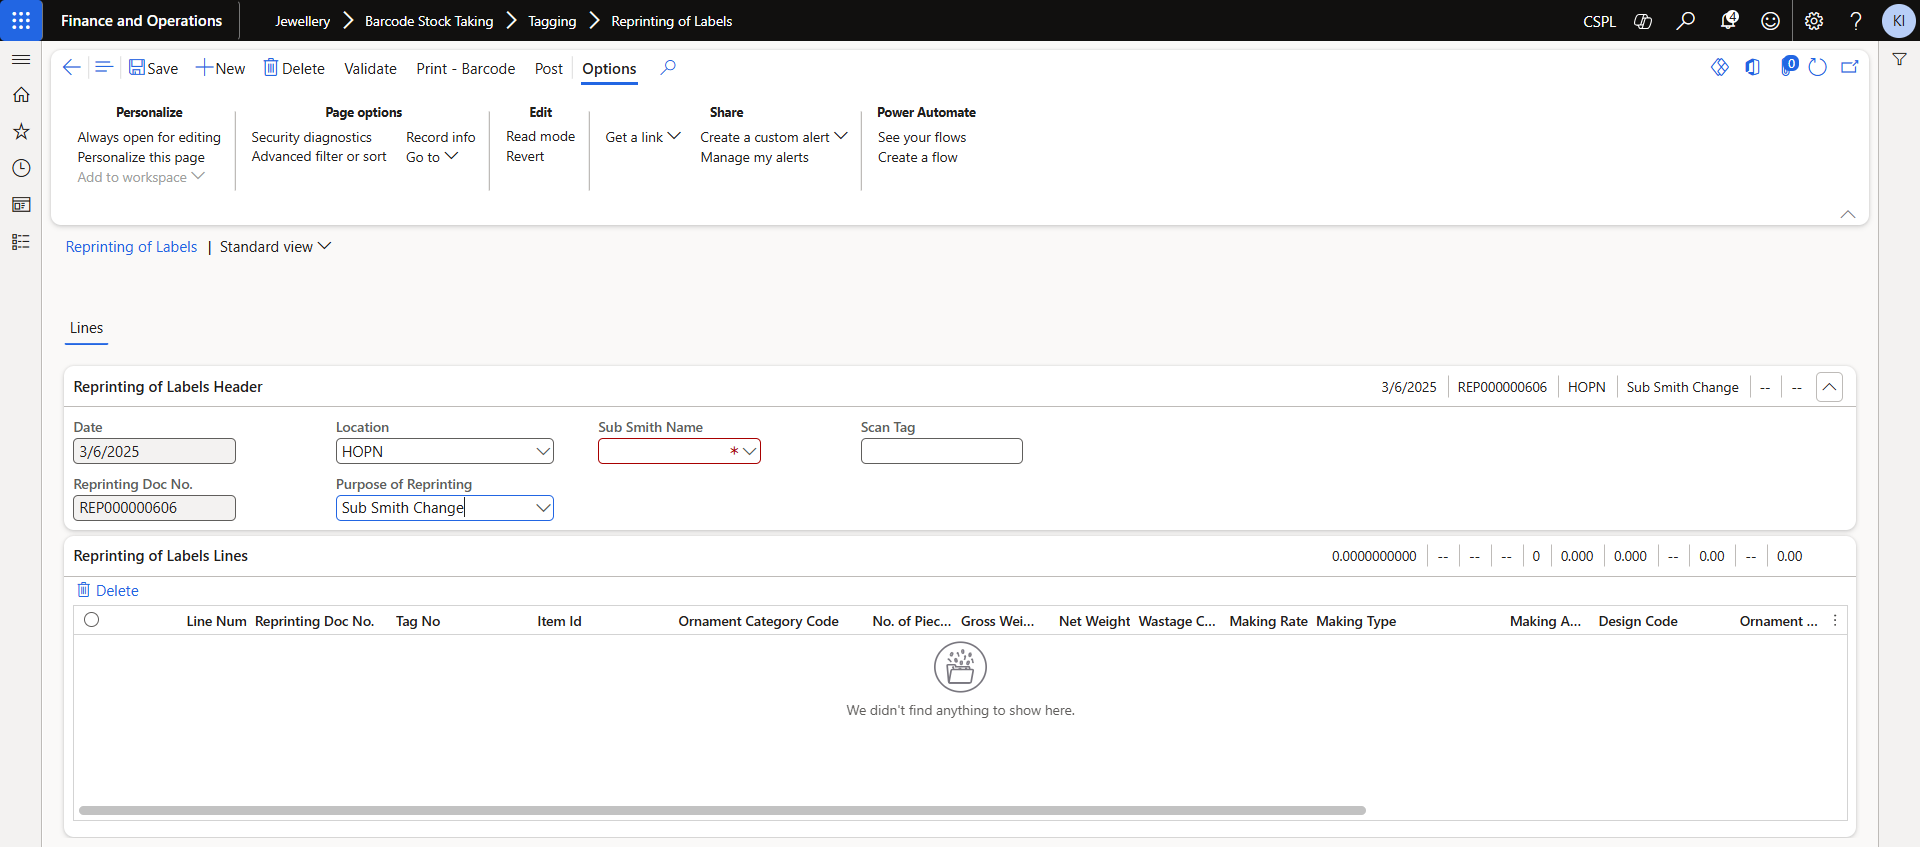 Finance and Operations
Jewellery
Barcode Stock Taking
Tagging
Reprinting of Labels
CSPL
4
KI
Save
New
Delete
Validate
Print - Barcode
Post
Options
0
Personalize
Always open for editing
Personalize this page
Add to workspace
Page options
Security diagnostics
Advanced filter or sort
Record info
Go to
Edit
Read mode
Revert
Share
Get a link
Create a custom alert
Manage my alerts
Power Automate
See your flows
Create a flow
Reprinting of Labels | Standard view
Lines
Reprinting of Labels Header
3/6/2025
REP000000606
HOPN
Sub Smith Change
--
--
Date
3/6/2025
Location
HOPN
Sub Smith Name
*
Scan Tag
Reprinting Doc No.
REP000000606
Purpose of Reprinting
Sub Smith Change
Reprinting of Labels Lines
0.0000000000
--
--
--
0
0.000
0.000
--
0.00
--
0.00
Delete
Line Num
Reprinting Doc No.
Tag No
Item Id
Ornament Category Code
No. of Piec...
Gross Wei...
Net Weight
Wastage C...
Making Rate
Making Type
Making A...
Design Code
Ornament ...
We didn't find anything to show here.